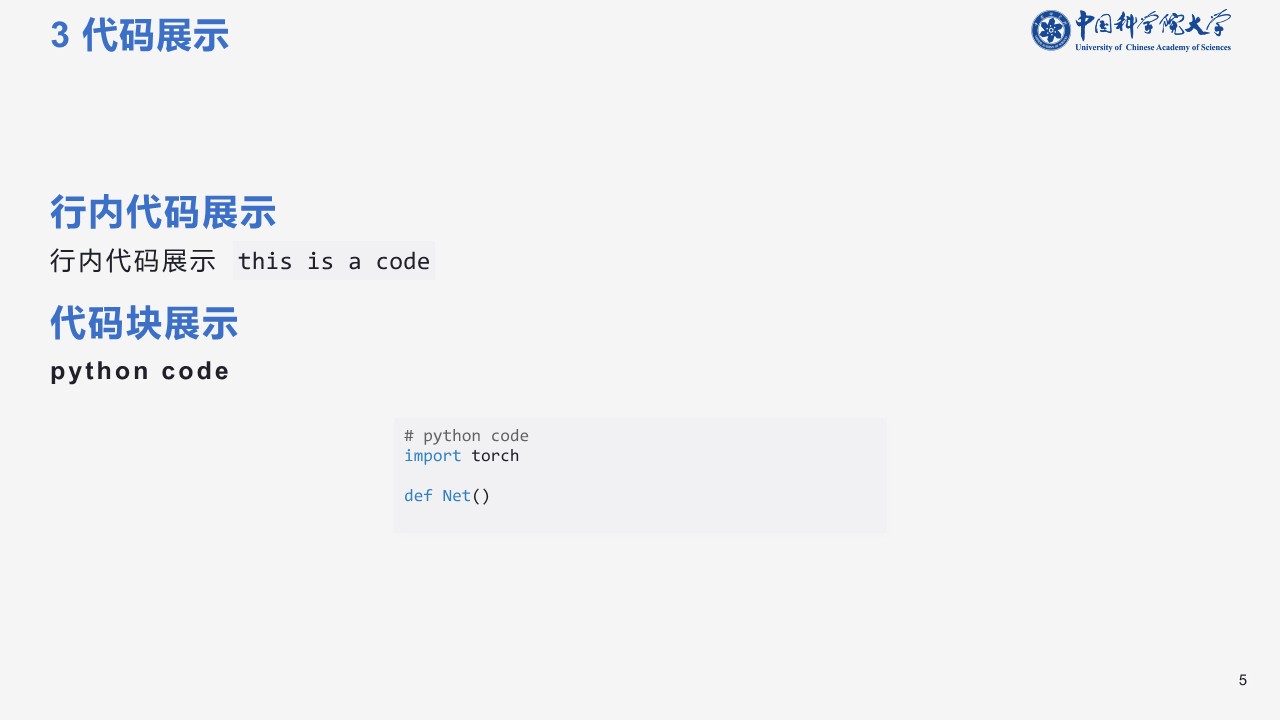 3 代码展示
中国科学院大学
University of Chinese Academy of Sciences
行内代码展示
行内代码展示 this is a code
代码块展示
python code
# python code
import torch
def Net()
5